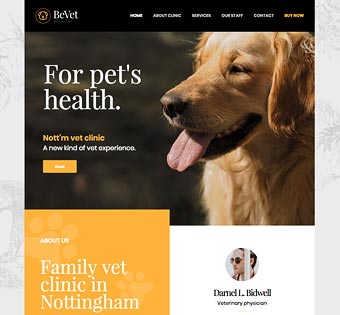 BeVet
HOME
ABOUT CLINIC
SERVICES
OUR STAFF
CONTACT
BUY NOW
For pet's
health.
Nott'm vet clinic
A new kind of vet experience.
ABOUT US
Family vet
clinic in
Nottingham
Darnel L. Bidwell
Veterinary physician